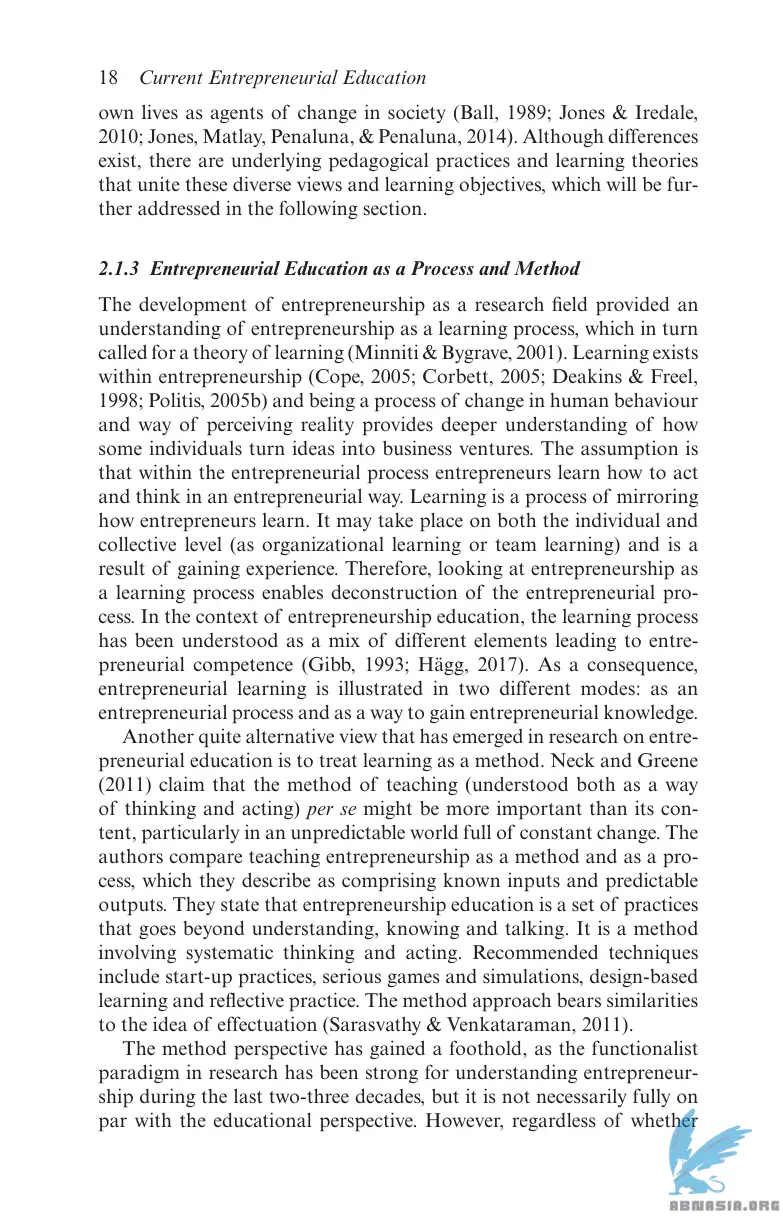 18 Current Entrepreneurial Education
own lives as agents of change in society (Ball, 1989; Jones & Iredale,
2010; Jones, Matlay, Penaluna, & Penaluna, 2014). Although differences
exist, there are underlying pedagogical practices and learning theories
that unite these diverse views and learning objectives, which will be fur-
ther addressed in the following section.
2.1.3 Entrepreneurial Education as a Process and Method
The development of entrepreneurship as a research field provided an
understanding of entrepreneurship as a learning process, which in turn
called for a theory of learning (Minniti & Bygrave, 2001). Learning exists
within entrepreneurship (Cope, 2005; Corbett, 2005; Deakins & Freel,
1998; Politis, 2005b) and being a process of change in human behaviour
and way of perceiving reality provides deeper understanding of how
some individuals turn ideas into business ventures. The assumption is
that within the entrepreneurial process entrepreneurs learn how to act
and think in an entrepreneurial way. Learning is a process of mirroring
how entrepreneurs learn. It may take place on both the individual and
collective level (as organizational learning or team learning) and is a
result of gaining experience. Therefore, looking at entrepreneurship as
a learning process enables deconstruction of the entrepreneurial pro-
cess. In the context of entrepreneurship education, the learning process
has been understood as a mix of different elements leading to entre-
preneurial competence (Gibb, 1993; Hägg, 2017). As a consequence,
entrepreneurial learning is illustrated in two different modes: as an
entrepreneurial process and as a way to gain entrepreneurial knowledge.
Another quite alternative view that has emerged in research on entre-
preneurial education is to treat learning as a method. Neck and Greene
(2011) claim that the method of teaching (understood both as a way
of thinking and acting) per se might be more important than its con-
tent, particularly in an unpredictable world full of constant change. The
authors compare teaching entrepreneurship as a method and as a pro-
cess, which they describe as comprising known inputs and predictable
outputs. They state that entrepreneurship education is a set of practices
that goes beyond understanding, knowing and talking. It is a method
involving systematic thinking and acting. Recommended techniques
include start-up practices, serious games and simulations, design-based
learning and reflective practice. The method approach bears similarities
to the idea of effectuation (Sarasvathy & Venkataraman, 2011).
The method perspective has gained a foothold, as the functionalist
paradigm in research has been strong for understanding entrepreneur-
ship during the last two-three decades, but it is not necessarily fully on
par with the educational perspective. However, regardless of whether
ABNASIA.ORG